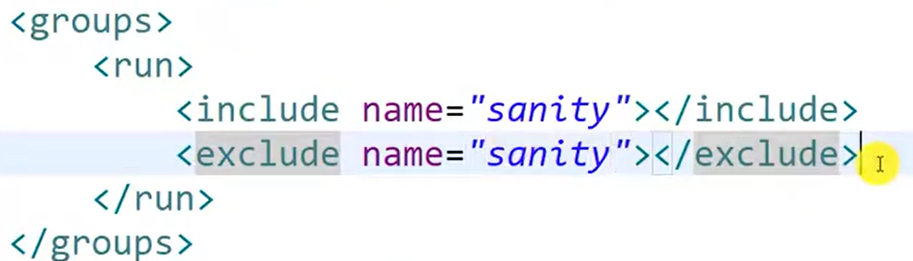 <groups>
<run>
<include name="sanity"></include>
<exclude name="sanity"></exclude>
</run>
</groups>